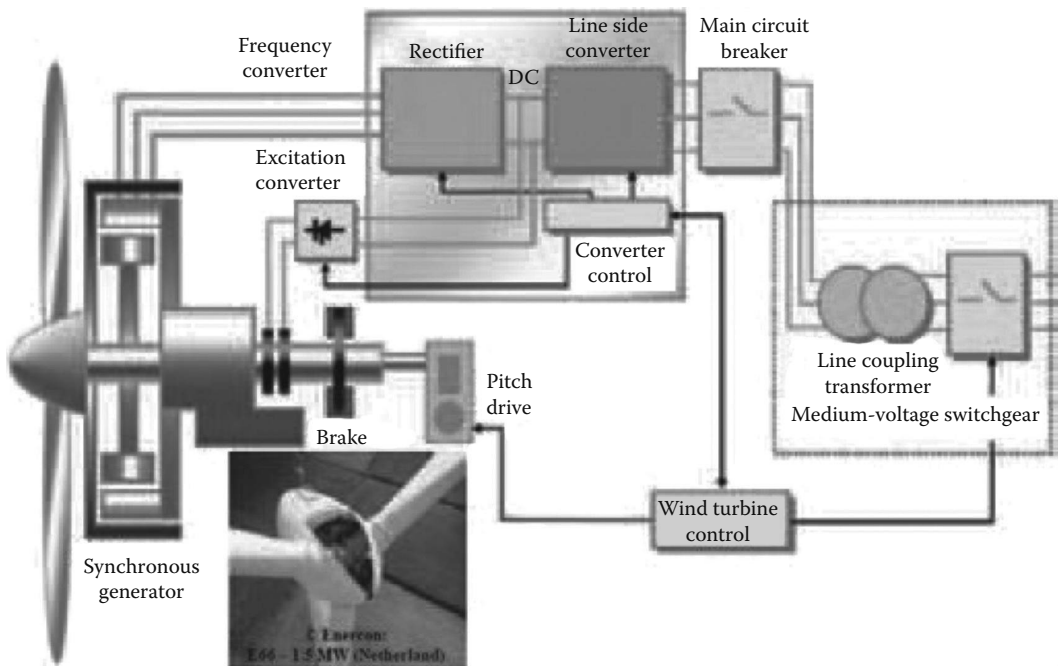 Line side
converter
Main circuit
breaker
Frequency
converter
Rectifier
DC
Excitation
converter
Converter
control
Line coupling
transformer
Medium-voltage switchgear
Pitch
drive
Brake
Wind turbine
control
Synchronous
generator
Enercon:
E66 - 1.5 MW (Netherland)